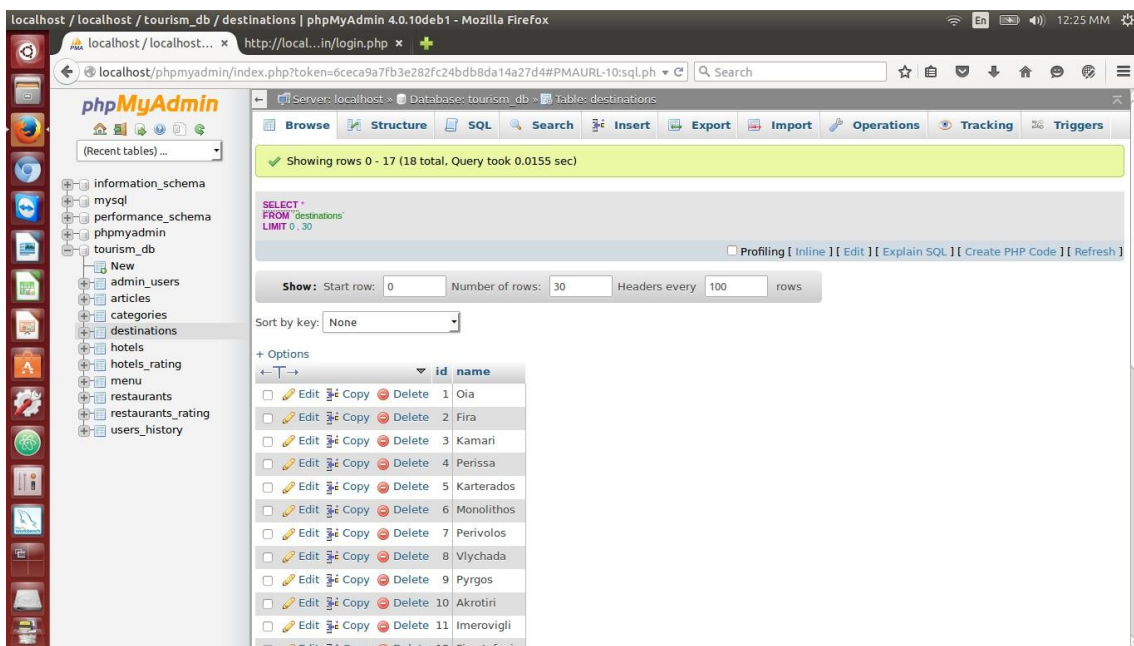 localhost / localhost / tourism_db / destinations | phpMyAdmin 4.0.10deb1 - Mozilla Firefox
En 12:25 ΜΜ
localhost / localhost... ×
http://local...in/login.php ×
localhost/phpmyadmin/index.php?token=6ceca9a7fb3e282fc24bdb8da14a27d4#PMAURL-10:sql.ph
Search
phpMyAdmin
(Recent tables) ...
information_schema
mysql
performance_schema
phpmyadmin
tourism_db
New
admin_users
articles
categories
destinations
hotels
hotels_rating
menu
restaurants
restaurants_rating
users_history
Server: localhost » Database: tourism_db » Table: destinations
Browse Structure SQL Search Insert Export Import Operations Tracking Triggers
Showing rows 0 - 17 (18 total, Query took 0.0155 sec)
SELECT *
FROM `destinations`
LIMIT 0 , 30
Profiling [ Inline ] [ Edit ] [ Explain SQL ] [ Create PHP Code ] [ Refresh ]
Show: Start row: 0 Number of rows: 30 Headers every 100 rows
Sort by key: None
+ Options
←T→ id name
Edit Copy Delete 1 Oia
Edit Copy Delete 2 Fira
Edit Copy Delete 3 Kamari
Edit Copy Delete 4 Perissa
Edit Copy Delete 5 Karterados
Edit Copy Delete 6 Monolithos
Edit Copy Delete 7 Perivolos
Edit Copy Delete 8 Vlychada
Edit Copy Delete 9 Pyrgos
Edit Copy Delete 10 Akrotiri
Edit Copy Delete 11 Imerovigli